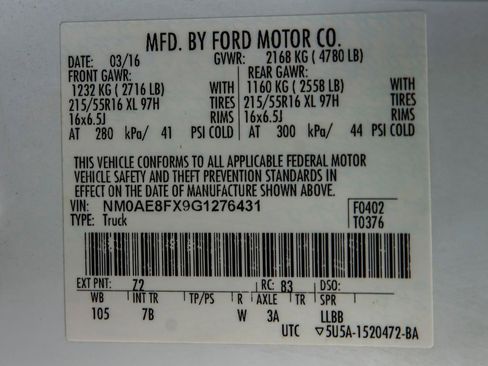 MFD. BY FORD MOTOR CO.
DATE: 03/16 GVWR: 2168 KG (4780 LB)
FRONT GAWR: REAR GAWR:
1232 KG (2716 LB) WITH 1160 KG (2558 LB) WITH
215/55R16 XL 97H TIRES 215/55R16 XL 97H TIRES
16x6.5J RIMS 16x6.5J RIMS
AT 280 kPa/ 41 PSI COLD AT 300 kPa/ 44 PSI COLD
THIS VEHICLE CONFORMS TO ALL APPLICABLE FEDERAL MOTOR
VEHICLE SAFETY AND THEFT PREVENTION STANDARDS IN
EFFECT ON THE DATE OF MANUFACTURE SHOWN ABOVE.
VIN: NM0AE8FX9G1276431 F0402
TYPE: Truck T0376
EXT PNT: Z2 RC: 83 DSO:
WB INT TR TP/PS R AXLE TR SPR
105 7B W 3A LLBB
UTC ▽5U5A-1520472-BA